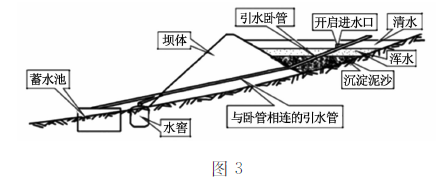 引水卧管
开启进水口
清水
坝体
浑水
沉淀泥沙
蓄水池
水窖
与卧管相连的引水管
图 3